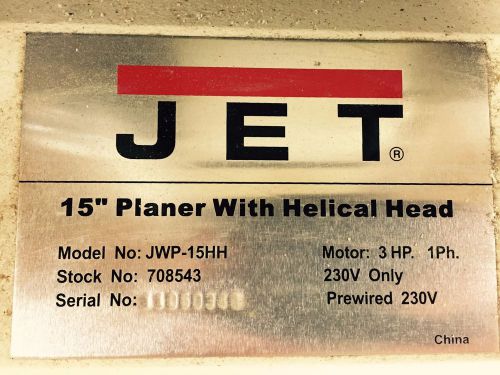 JET®
15" Planer With Helical Head
Model No: JWP-15HH Motor: 3 HP. 1Ph.
Stock No: 708543 230V Only
Serial No: Prewired 230V
China